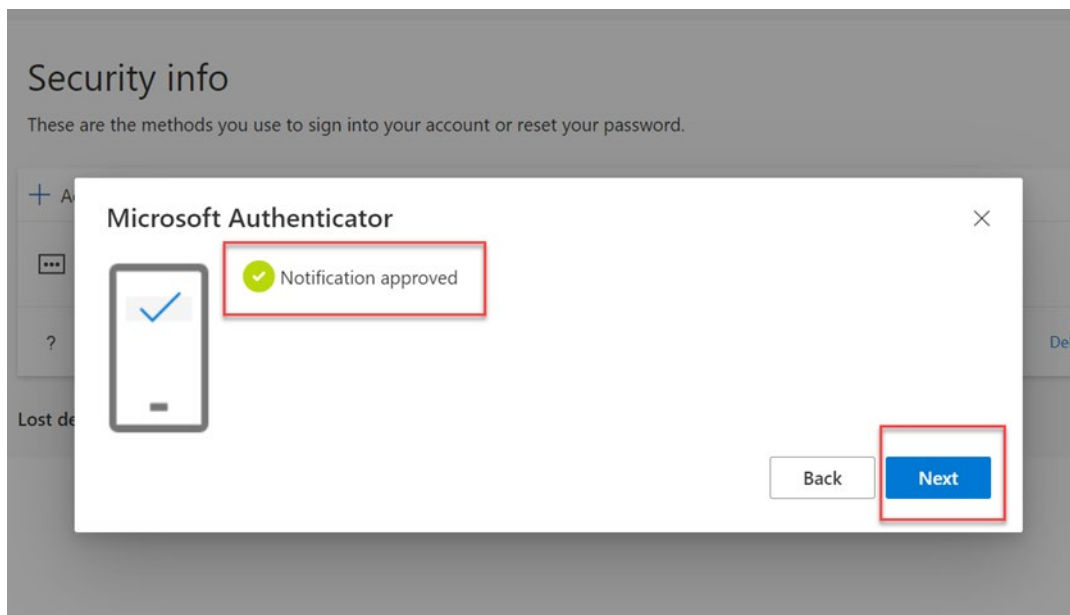 Security info
These are the methods you use to sign into your account or reset your password.
Microsoft Authenticator
Notification approved
?
Lost
Back
Next